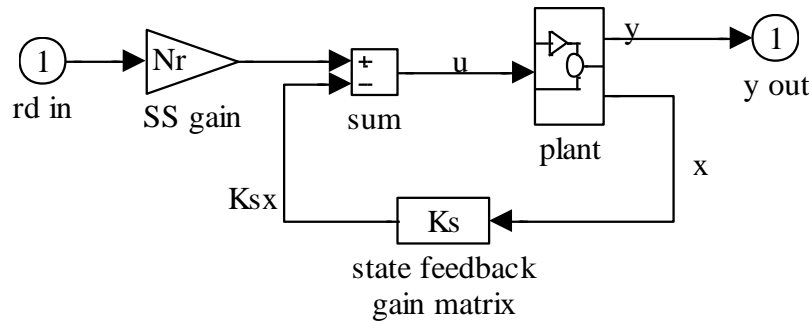 1
rd in
Nr
SS gain
+
−
sum
u
plant
y
1
y out
x
Ksx
Ks
state feedback
gain matrix